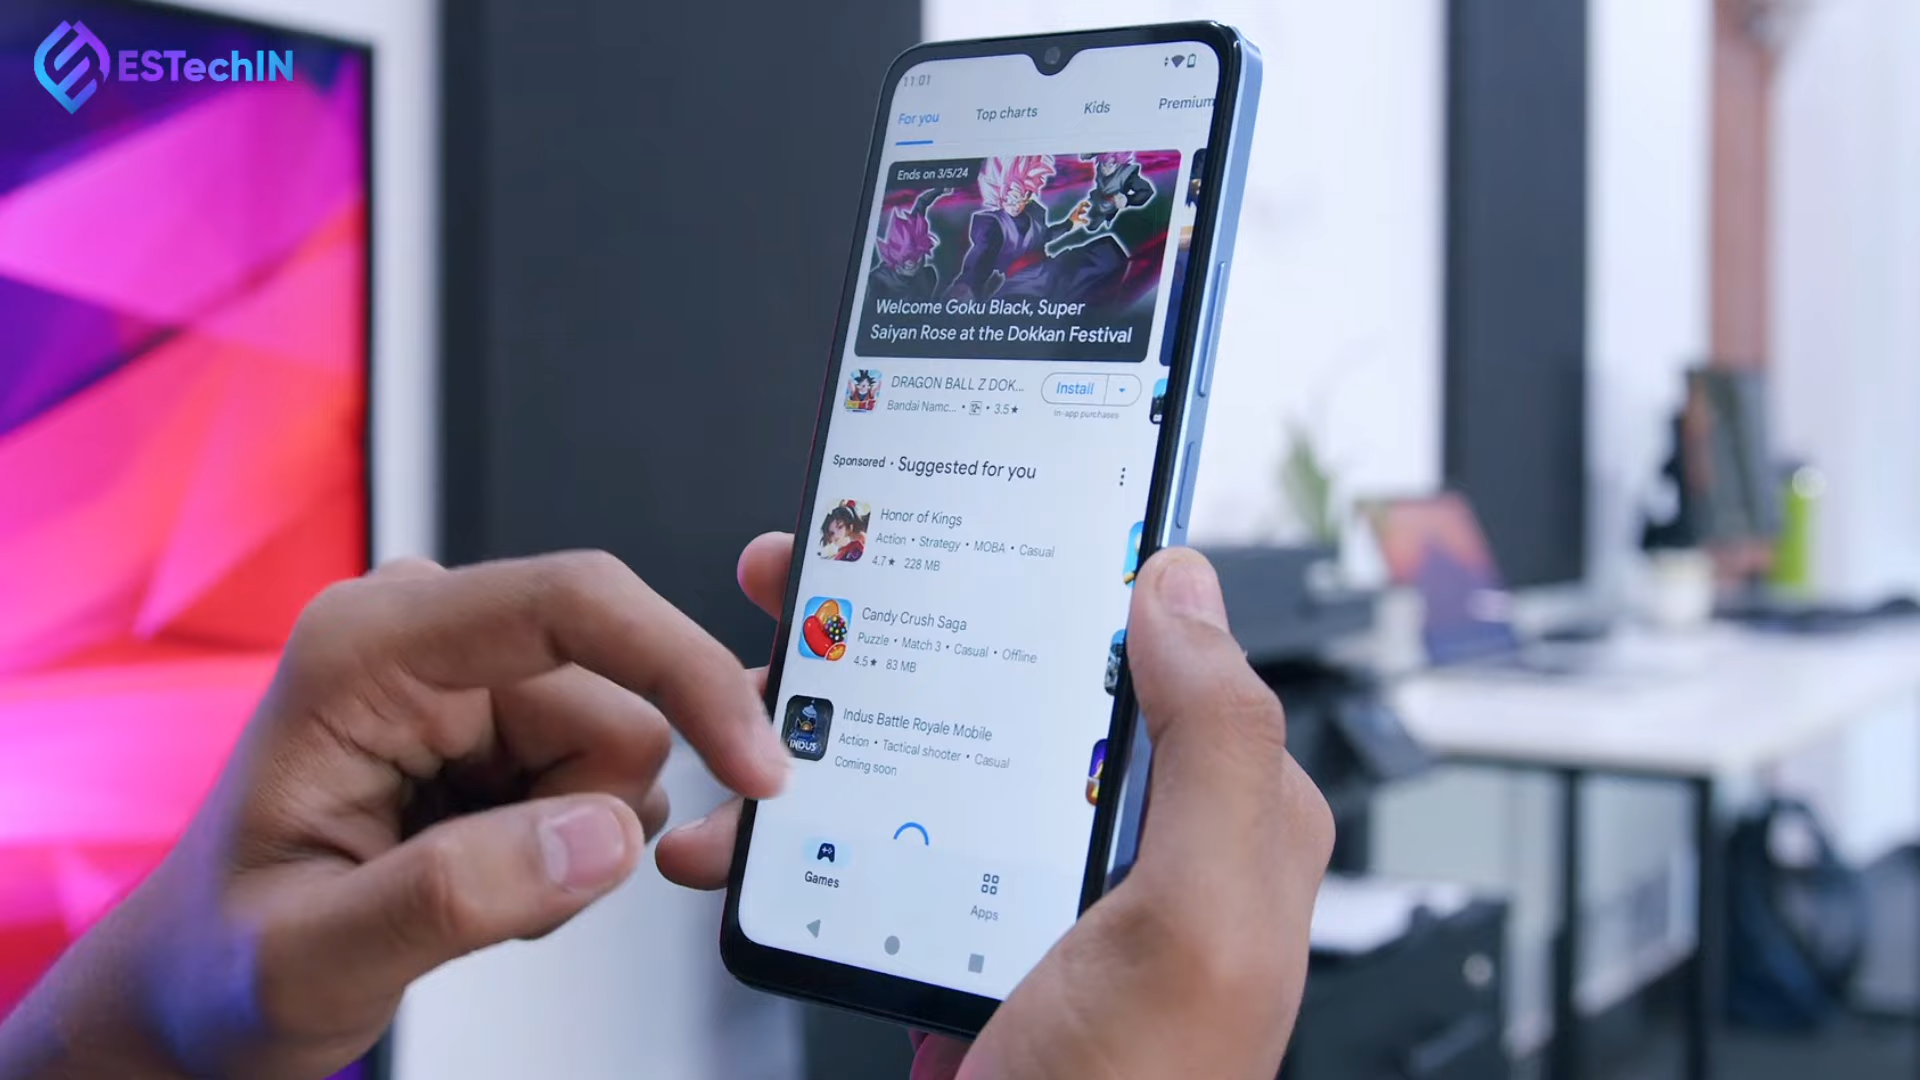 ESTechIN
11:01
For you
Top charts
Kids
Premium
Ends on 3/5/24
Welcome Goku Black, Super
Saiyan Rose at the Dokkan Festival
DRAGON BALL Z DOK...
Install
Bandai Namc... • 12+ • 3.5★
In-app purchases
Sponsored • Suggested for you
Honor of Kings
Action • Strategy • MOBA • Casual
4.7★ 228 MB
Candy Crush Saga
Puzzle • Match 3 • Casual • Offline
4.5★ 83 MB
INDUS
Indus Battle Royale Mobile
Action • Tactical shooter • Casual
Coming soon
Games
Apps